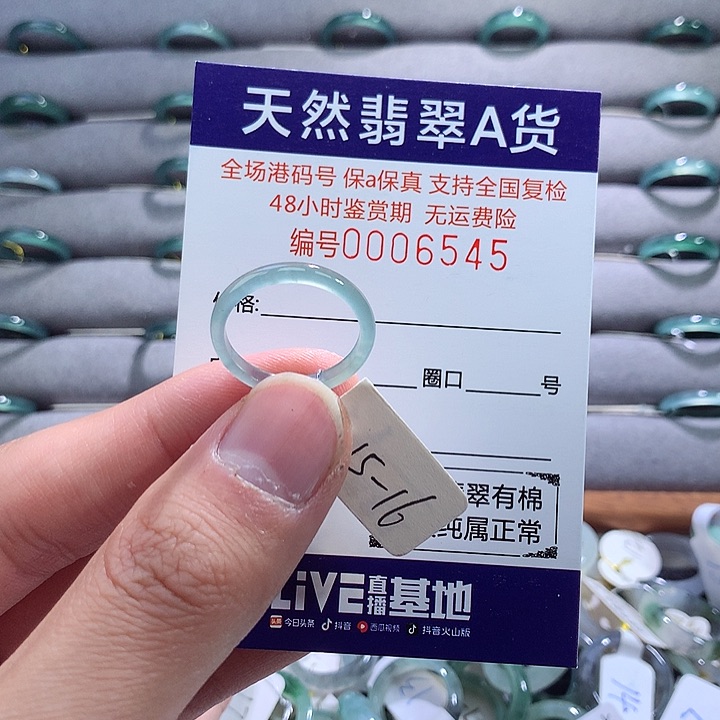 天然翡翠A货
全场港码号 保a保真 支持全国复检
48小时鉴赏期 无运费险
编号0006545
格:
圈口 号
15-16
翠有棉
纯属正常
LiVE直播基地
今日头条 抖音 西瓜视频 抖音火山版